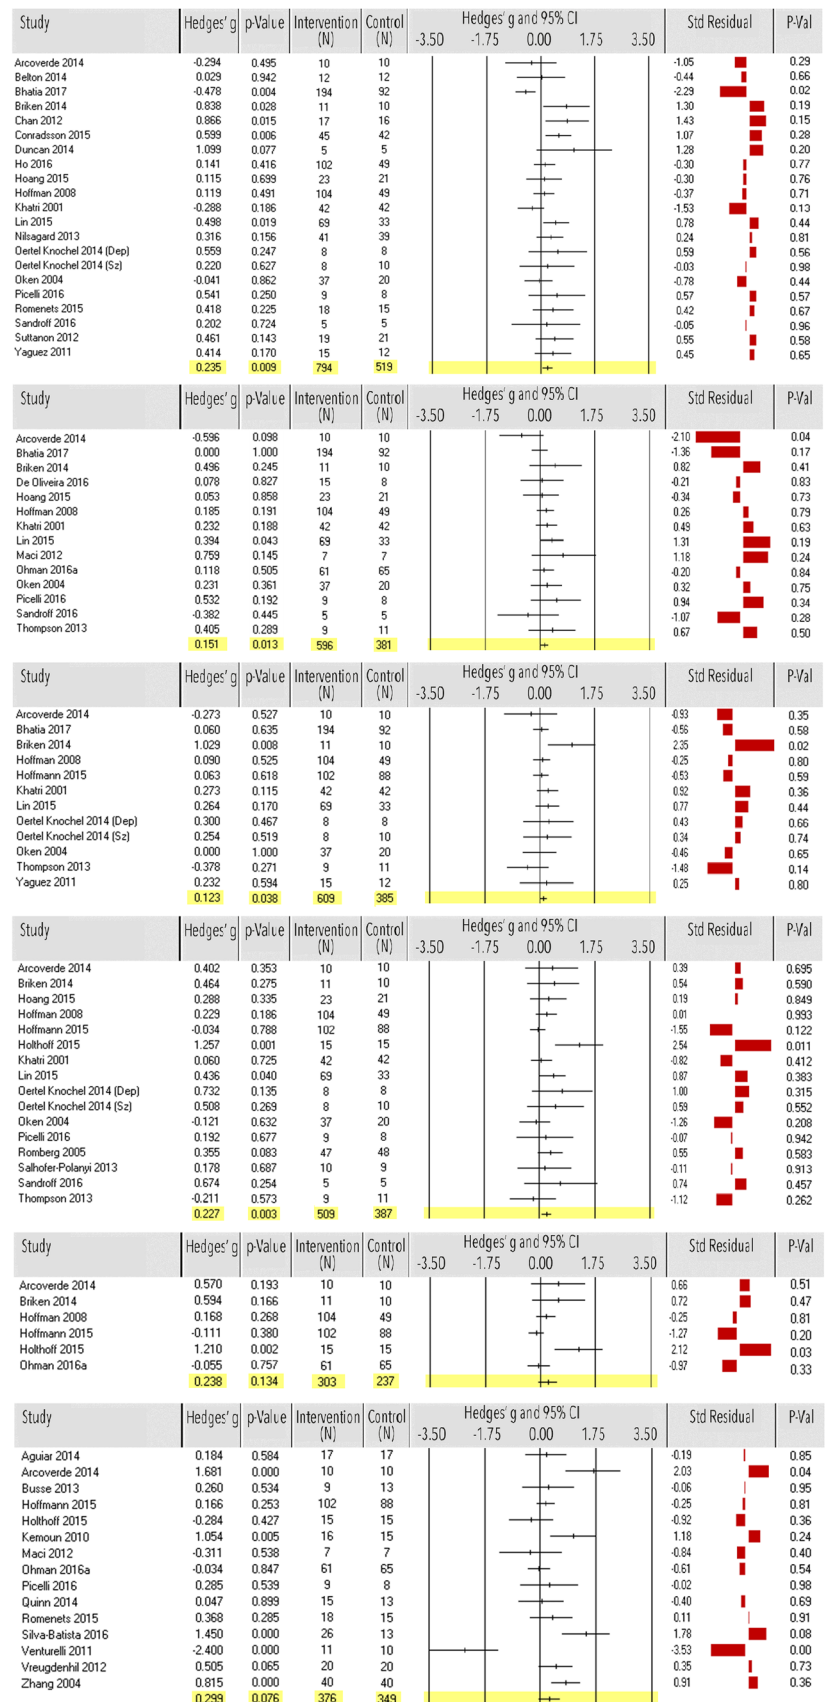 Study Hedges' g p-Value Intervention (N) Control (N) Hedges' g and 95% CI Std Residual P-Val
-3.50 -1.75 0.00 1.75 3.50
Arcoverde 2014 -0.294 0.495 10 10 -1.05 0.29
Belton 2014 0.029 0.942 12 12 -0.44 0.66
Bhatia 2017 -0.478 0.004 194 92 -2.29 0.02
Briken 2014 0.838 0.028 11 10 1.30 0.19
Chan 2012 0.866 0.015 17 16 1.43 0.15
Conradsson 2015 0.599 0.006 45 42 1.07 0.28
Duncan 2014 1.099 0.077 5 5 1.28 0.20
Ho 2016 0.141 0.416 102 49 -0.30 0.77
Hoang 2015 0.115 0.699 23 21 -0.30 0.76
Hoffman 2008 0.119 0.491 104 49 -0.37 0.71
Khatri 2001 -0.288 0.186 42 42 -1.53 0.13
Lin 2015 0.498 0.019 69 33 0.78 0.44
Nilsagard 2013 0.316 0.156 41 39 0.24 0.81
Oertel Knochel 2014 (Dep) 0.559 0.247 8 8 0.59 0.56
Oertel Knochel 2014 (Sz) 0.220 0.627 8 10 -0.03 0.98
Oken 2004 -0.041 0.862 37 20 -0.78 0.44
Picelli 2016 0.541 0.250 9 8 0.57 0.57
Romenets 2015 0.418 0.225 18 15 0.42 0.67
Sandroff 2016 0.202 0.724 5 5 -0.05 0.96
Suttanon 2012 0.461 0.143 19 21 0.55 0.58
Yaguez 2011 0.414 0.170 15 12 0.45 0.65
0.235 0.009 794 519
Study Hedges' g p-Value Intervention (N) Control (N) Hedges' g and 95% CI Std Residual P-Val
-3.50 -1.75 0.00 1.75 3.50
Arcoverde 2014 -0.596 0.098 10 10 -2.10 0.04
Bhatia 2017 0.000 1.000 194 92 -1.36 0.17
Briken 2014 0.496 0.245 11 10 0.82 0.41
De Oliveira 2016 0.078 0.827 15 8 -0.21 0.83
Hoang 2015 0.053 0.858 23 21 -0.34 0.73
Hoffman 2008 0.185 0.191 104 49 0.26 0.79
Khatri 2001 0.232 0.188 42 42 0.49 0.63
Lin 2015 0.394 0.043 69 33 1.31 0.19
Maci 2012 0.759 0.145 7 7 1.18 0.24
Ohman 2016a 0.118 0.505 61 65 -0.20 0.84
Oken 2004 0.231 0.361 37 20 0.32 0.75
Picelli 2016 0.532 0.192 9 8 0.94 0.34
Sandroff 2016 -0.382 0.445 5 5 -1.07 0.28
Thompson 2013 0.405 0.289 9 11 0.67 0.50
0.151 0.013 596 381
Study Hedges' g p-Value Intervention (N) Control (N) Hedges' g and 95% CI Std Residual P-Val
-3.50 -1.75 0.00 1.75 3.50
Arcoverde 2014 -0.273 0.527 10 10 -0.93 0.35
Bhatia 2017 0.060 0.635 194 92 -0.56 0.58
Briken 2014 1.029 0.008 11 10 2.35 0.02
Hoffman 2008 0.090 0.525 104 49 -0.25 0.80
Hoffmann 2015 0.063 0.618 102 88 -0.53 0.59
Khatri 2001 0.273 0.115 42 42 0.92 0.36
Lin 2015 0.264 0.170 69 33 0.77 0.44
Oertel Knochel 2014 (Dep) 0.300 0.467 8 8 0.43 0.66
Oertel Knochel 2014 (Sz) 0.254 0.519 8 10 0.34 0.74
Oken 2004 0.000 1.000 37 20 -0.46 0.65
Thompson 2013 -0.378 0.271 9 11 -1.48 0.14
Yaguez 2011 0.232 0.594 15 12 0.25 0.80
0.123 0.038 609 385
Study Hedges' g p-Value Intervention (N) Control (N) Hedges' g and 95% CI Std Residual P-Val
-3.50 -1.75 0.00 1.75 3.50
Arcoverde 2014 0.402 0.353 10 10 0.39 0.695
Briken 2014 0.464 0.275 11 10 0.54 0.590
Hoang 2015 0.288 0.335 23 21 0.19 0.849
Hoffman 2008 0.229 0.186 104 49 0.01 0.993
Hoffmann 2015 -0.034 0.788 102 88 -1.55 0.122
Holthoff 2015 1.257 0.001 15 15 2.54 0.011
Khatri 2001 0.060 0.725 42 42 -0.82 0.412
Lin 2015 0.436 0.040 69 33 0.87 0.383
Oertel Knochel 2014 (Dep) 0.732 0.135 8 8 1.00 0.315
Oertel Knochel 2014 (Sz) 0.508 0.269 8 10 0.59 0.552
Oken 2004 -0.121 0.632 37 20 -1.26 0.208
Picelli 2016 0.192 0.677 9 8 -0.07 0.942
Romberg 2005 0.355 0.083 47 48 0.55 0.583
Salhofer-Polanyi 2013 0.178 0.687 10 9 -0.11 0.913
Sandroff 2016 0.674 0.254 5 5 0.74 0.457
Thompson 2013 -0.211 0.573 9 11 -1.12 0.262
0.227 0.003 509 387
Study Hedges' g p-Value Intervention (N) Control (N) Hedges' g and 95% CI Std Residual P-Val
-3.50 -1.75 0.00 1.75 3.50
Arcoverde 2014 0.570 0.193 10 10 0.66 0.51
Briken 2014 0.594 0.166 11 10 0.72 0.47
Hoffman 2008 0.168 0.268 104 49 -0.25 0.81
Hoffmann 2015 -0.111 0.380 102 88 -1.27 0.20
Holthoff 2015 1.210 0.002 15 15 2.12 0.03
Ohman 2016a -0.055 0.757 61 65 -0.97 0.33
0.238 0.134 303 237
Study Hedges' g p-Value Intervention (N) Control (N) Hedges' g and 95% CI Std Residual P-Val
-3.50 -1.75 0.00 1.75 3.50
Aguiar 2014 0.184 0.584 17 17 -0.19 0.85
Arcoverde 2014 1.681 0.000 10 10 2.03 0.04
Busse 2013 0.260 0.534 9 13 -0.06 0.95
Hoffmann 2015 0.166 0.253 102 88 -0.25 0.81
Holthoff 2015 -0.284 0.427 15 15 -0.92 0.36
Kemoun 2010 1.054 0.005 16 15 1.18 0.24
Maci 2012 -0.311 0.538 7 7 -0.84 0.40
Ohman 2016a -0.034 0.847 61 65 -0.61 0.54
Picelli 2016 0.285 0.539 9 8 -0.02 0.98
Quinn 2014 0.047 0.899 15 13 -0.40 0.69
Romenets 2015 0.368 0.285 18 15 0.11 0.91
Silva-Batista 2016 1.450 0.000 26 13 1.78 0.08
Venturelli 2011 -2.400 0.000 11 10 -3.53 0.00
Vreugdenhil 2012 0.505 0.065 20 20 0.35 0.73
Zhang 2004 0.815 0.000 40 40 0.91 0.36
0.299 0.076 376 349